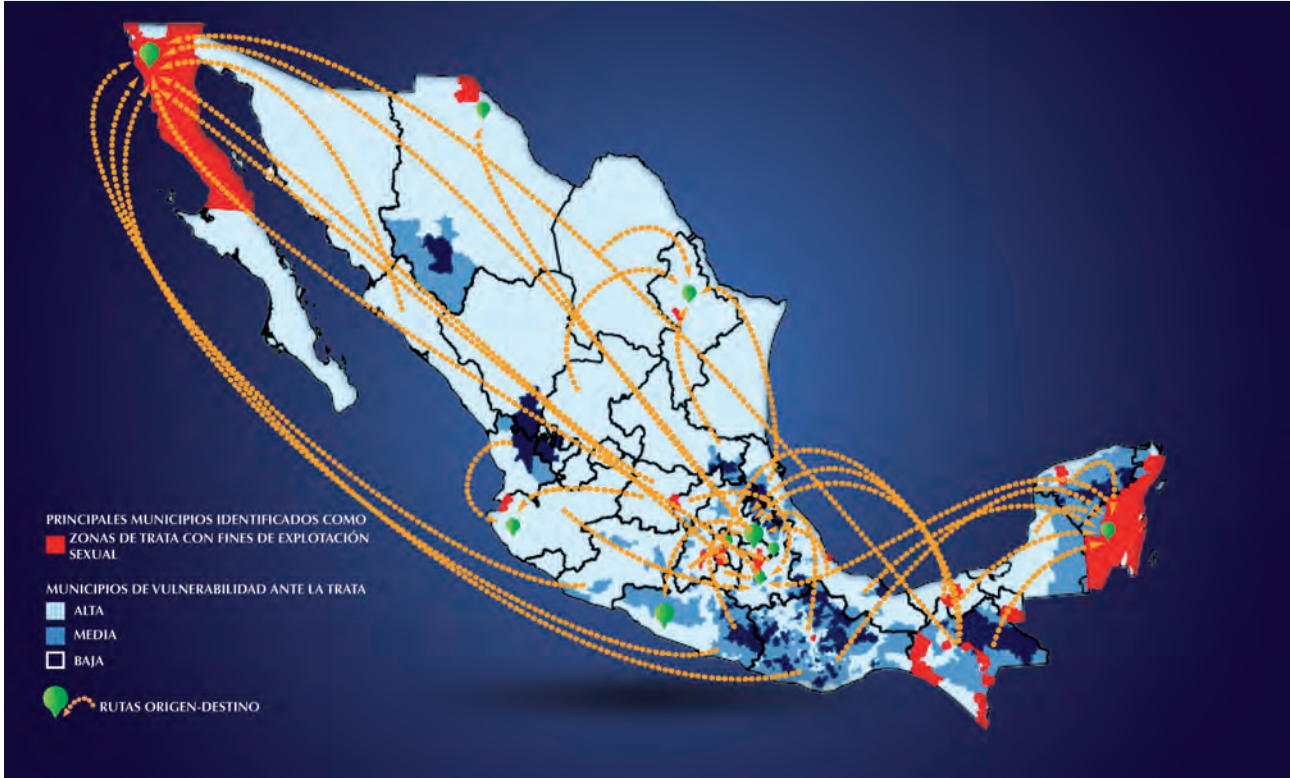 PRINCIPALES MUNICIPIOS IDENTIFICADOS COMO
ZONAS DE TRATA CON FINES DE EXPLOTACIÓN
SEXUAL
MUNICIPIOS DE VULNERABILIDAD ANTE LA TRATA
ALTA
MEDIA
BAJA
RUTAS ORIGEN-DESTINO